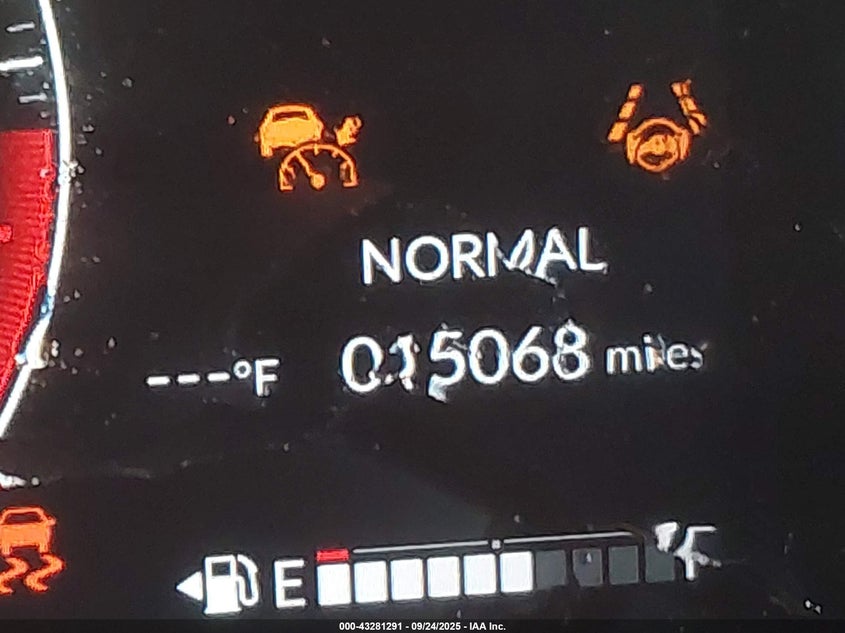 NORMAL
---°F 015068 miles
E F
000-43281291 - 09/24/2025 - IAA Inc.